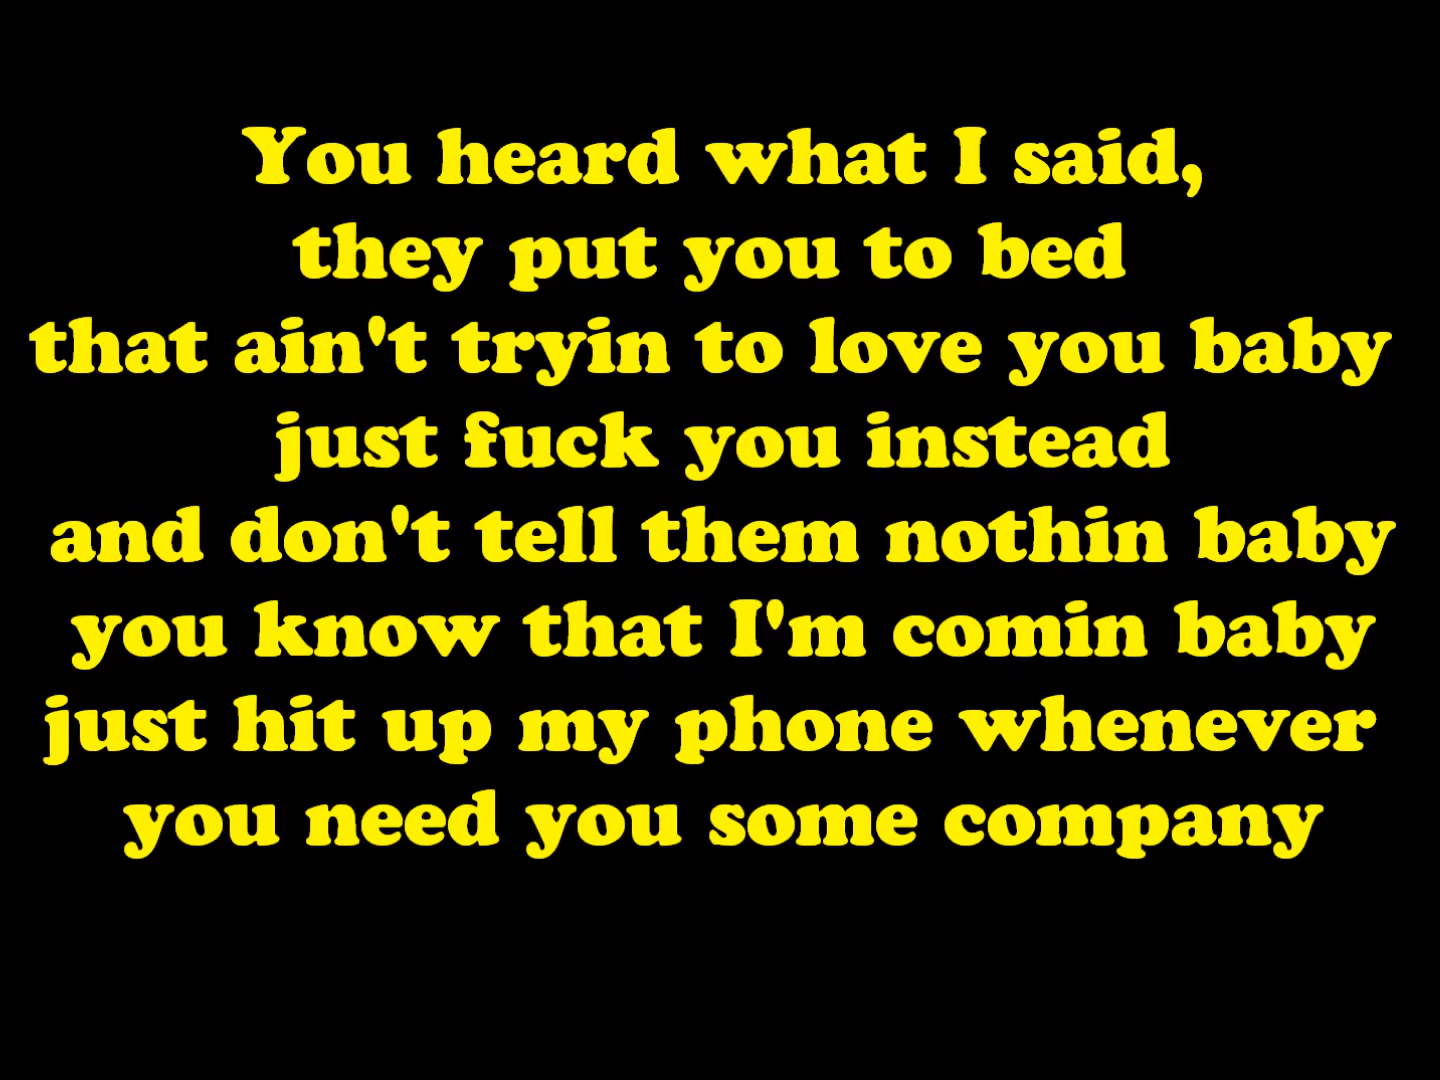 You heard what I said,
they put you to bed
that ain't tryin to love you baby
just fuck you instead
and don't tell them nothin baby
you know that I'm comin baby
just hit up my phone whenever
you need you some company